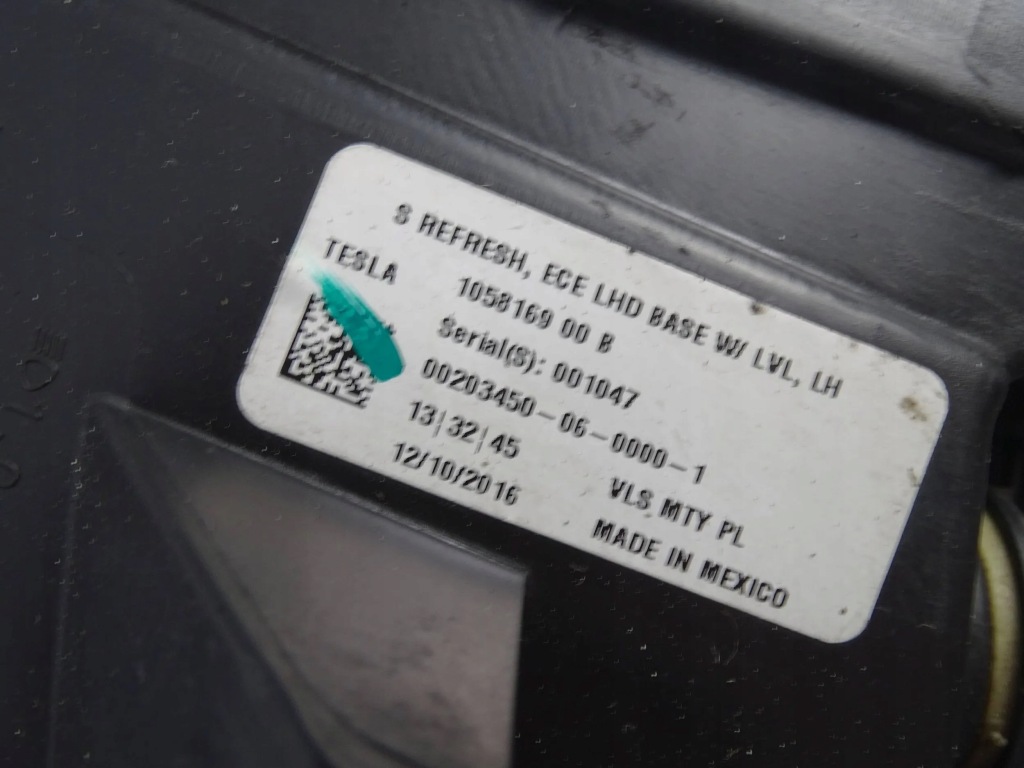 S REFRESH, ECE LHD BASE W/ LVL, LH
TESLA 1058169 00 B
Serial(S): 001047
00203450-06-0000-1
13|32|45 VLS MTY PL
12/10/2016 MADE IN MEXICO